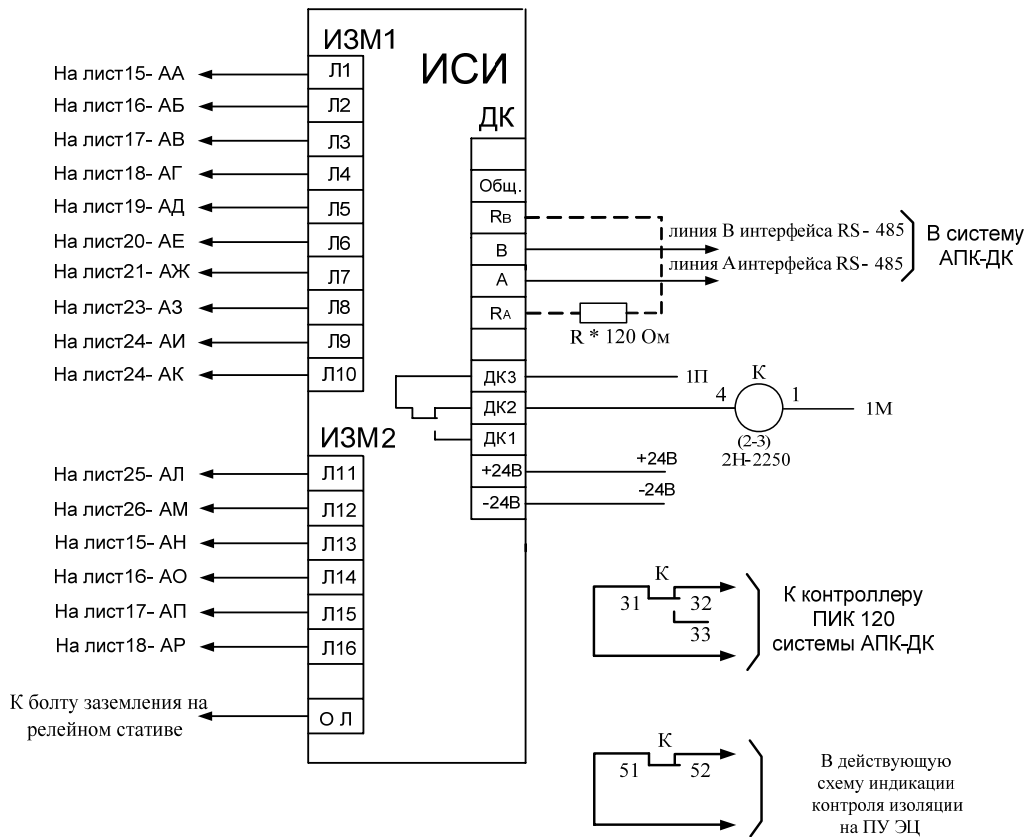 ИЗМ1
ИСИ
На лист15- АА
Л1
На лист16- АБ
Л2
На лист17- АВ
Л3
На лист18- АГ
Л4
На лист19- АД
Л5
На лист20- АЕ
Л6
На лист21- АЖ
Л7
На лист23- АЗ
Л8
На лист24- АИ
Л9
На лист24- АК
Л10
ИЗМ2
На лист25- АЛ
Л11
На лист26- АМ
Л12
На лист15- АН
Л13
На лист16- АО
Л14
На лист17- АП
Л15
На лист18- АР
Л16
К болту заземления на
релейном стативе
О Л
ДК
Общ.
RВ
В
А
RА
ДК3
ДК2
ДК1
+24В
-24В
линия В интерфейса RS- 485
линия Аинтерфейса RS- 485
В систему
АПК-ДК
R * 120 Ом
1П
К
4
1
1М
(2-3)
2Н-2250
+24В
-24В
К
31
32
33
К контроллеру
ПИК 120
системы АПК-ДК
К
51
52
В действующую
схему индикации
контроля изоляции
на ПУ ЭЦ